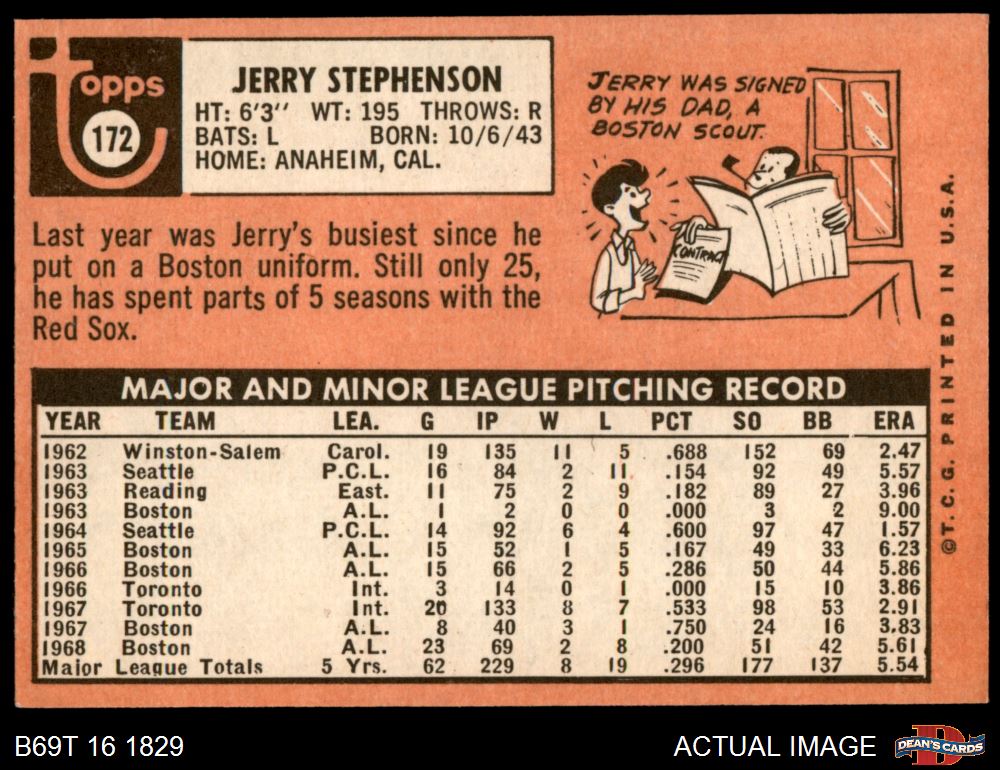 Topps
172
JERRY STEPHENSON
HT: 6'3'' WT: 195 THROWS: R
BATS: L BORN: 10/6/43
HOME: ANAHEIM, CAL.
JERRY WAS SIGNED
BY HIS DAD, A
BOSTON SCOUT.
CONTRACT
Last year was Jerry's busiest since he
put on a Boston uniform. Still only 25,
he has spent parts of 5 seasons with the
Red Sox.
MAJOR AND MINOR LEAGUE PITCHING RECORD
YEAR TEAM LEA. G IP W L PCT SO BB ERA
1962 Winston-Salem Carol. 19 135 11 5 .688 152 69 2.47
1963 Seattle P.C.L. 16 84 2 11 .154 92 49 5.57
1963 Reading East. 11 75 2 9 .182 89 27 3.96
1963 Boston A.L. 1 2 0 0 .000 3 2 9.00
1964 Seattle P.C.L. 14 92 6 4 .600 97 47 1.57
1965 Boston A.L. 15 52 1 5 .167 49 33 6.23
1966 Boston A.L. 15 66 2 5 .286 50 44 5.86
1966 Toronto Int. 3 14 0 1 .000 15 10 3.86
1967 Toronto Int. 20 133 8 7 .533 98 53 2.91
1967 Boston A.L. 8 40 3 1 .750 24 16 3.83
1968 Boston A.L. 23 69 2 8 .200 51 42 5.61
Major League Totals 5 Yrs. 62 229 8 19 .296 177 137 5.54
©T. C. G. PRINTED IN U.S.A.
B69T 16 1829
ACTUAL IMAGE
D
DEAN'S CARDS